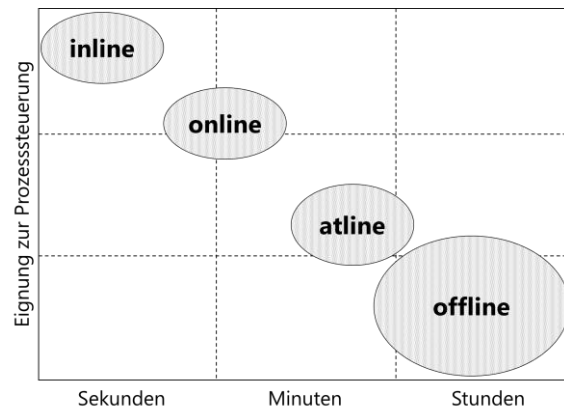 inline
online
atline
offline
Eignung zur Prozesssteuerung
Sekunden
Minuten
Stunden